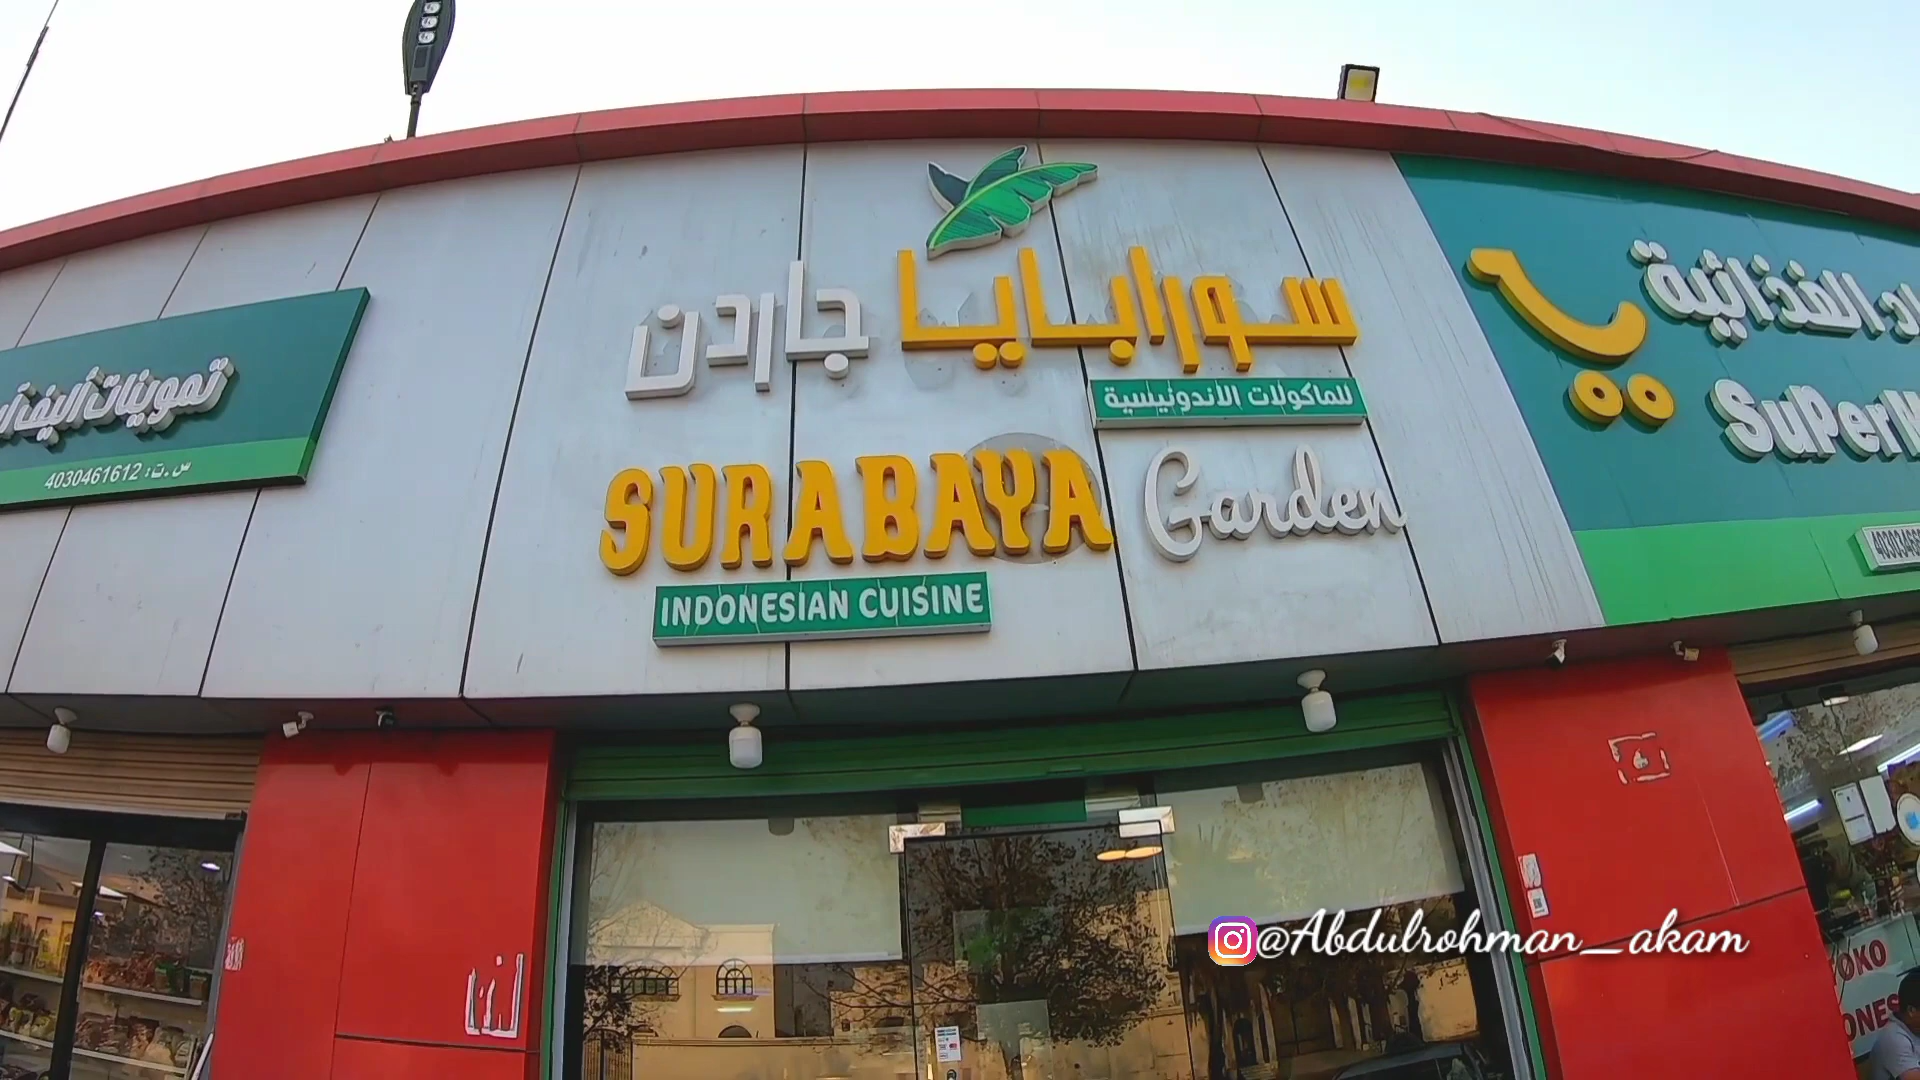 سورابايا جاردن
للماكولات الاندونيسية
SURABAYA Garden
INDONESIAN CUISINE
تموينات
س.ت: 4030461612
الغذائية
SuPer
@Abdulrohman_akam